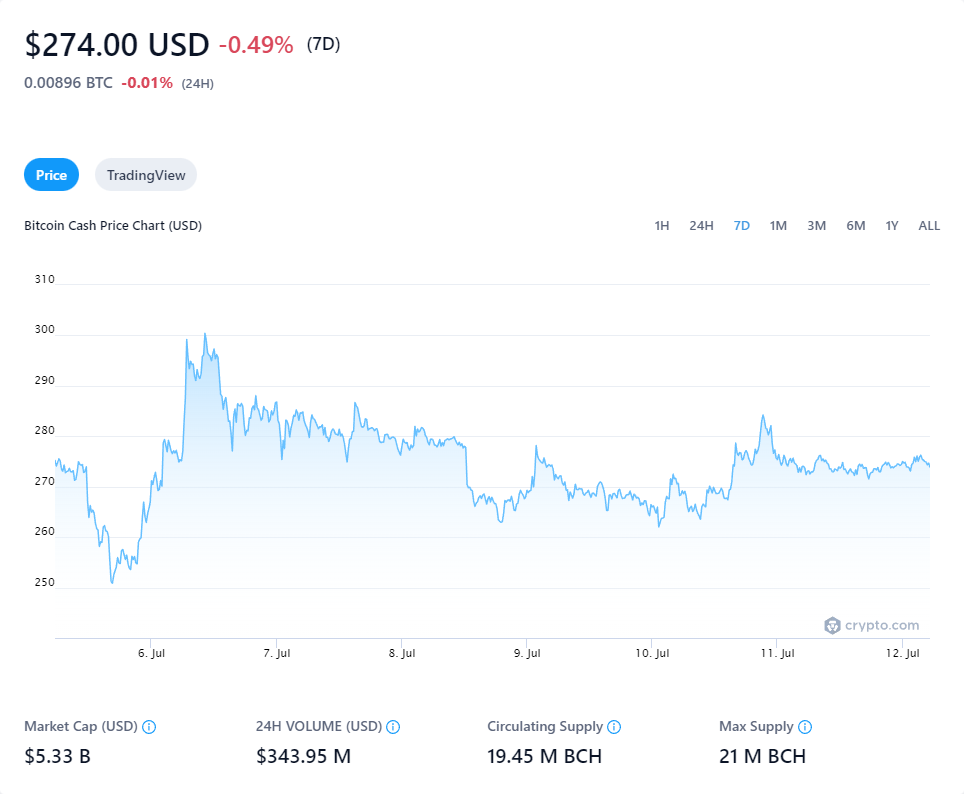 $274.00 USD -0.49% (7D)
0.00896 BTC -0.01% (24H)
Price TradingView
Bitcoin Cash Price Chart (USD) 1H 24H 7D 1M 3M 6M 1Y ALL
310
300
290
280
270
260
250
crypto.com
6. Jul 7. Jul 8. Jul 9. Jul 10. Jul 11. Jul 12. Jul
Market Cap (USD) 24H VOLUME (USD) Circulating Supply Max Supply
$5.33 B $343.95 M 19.45 M BCH 21 M BCH